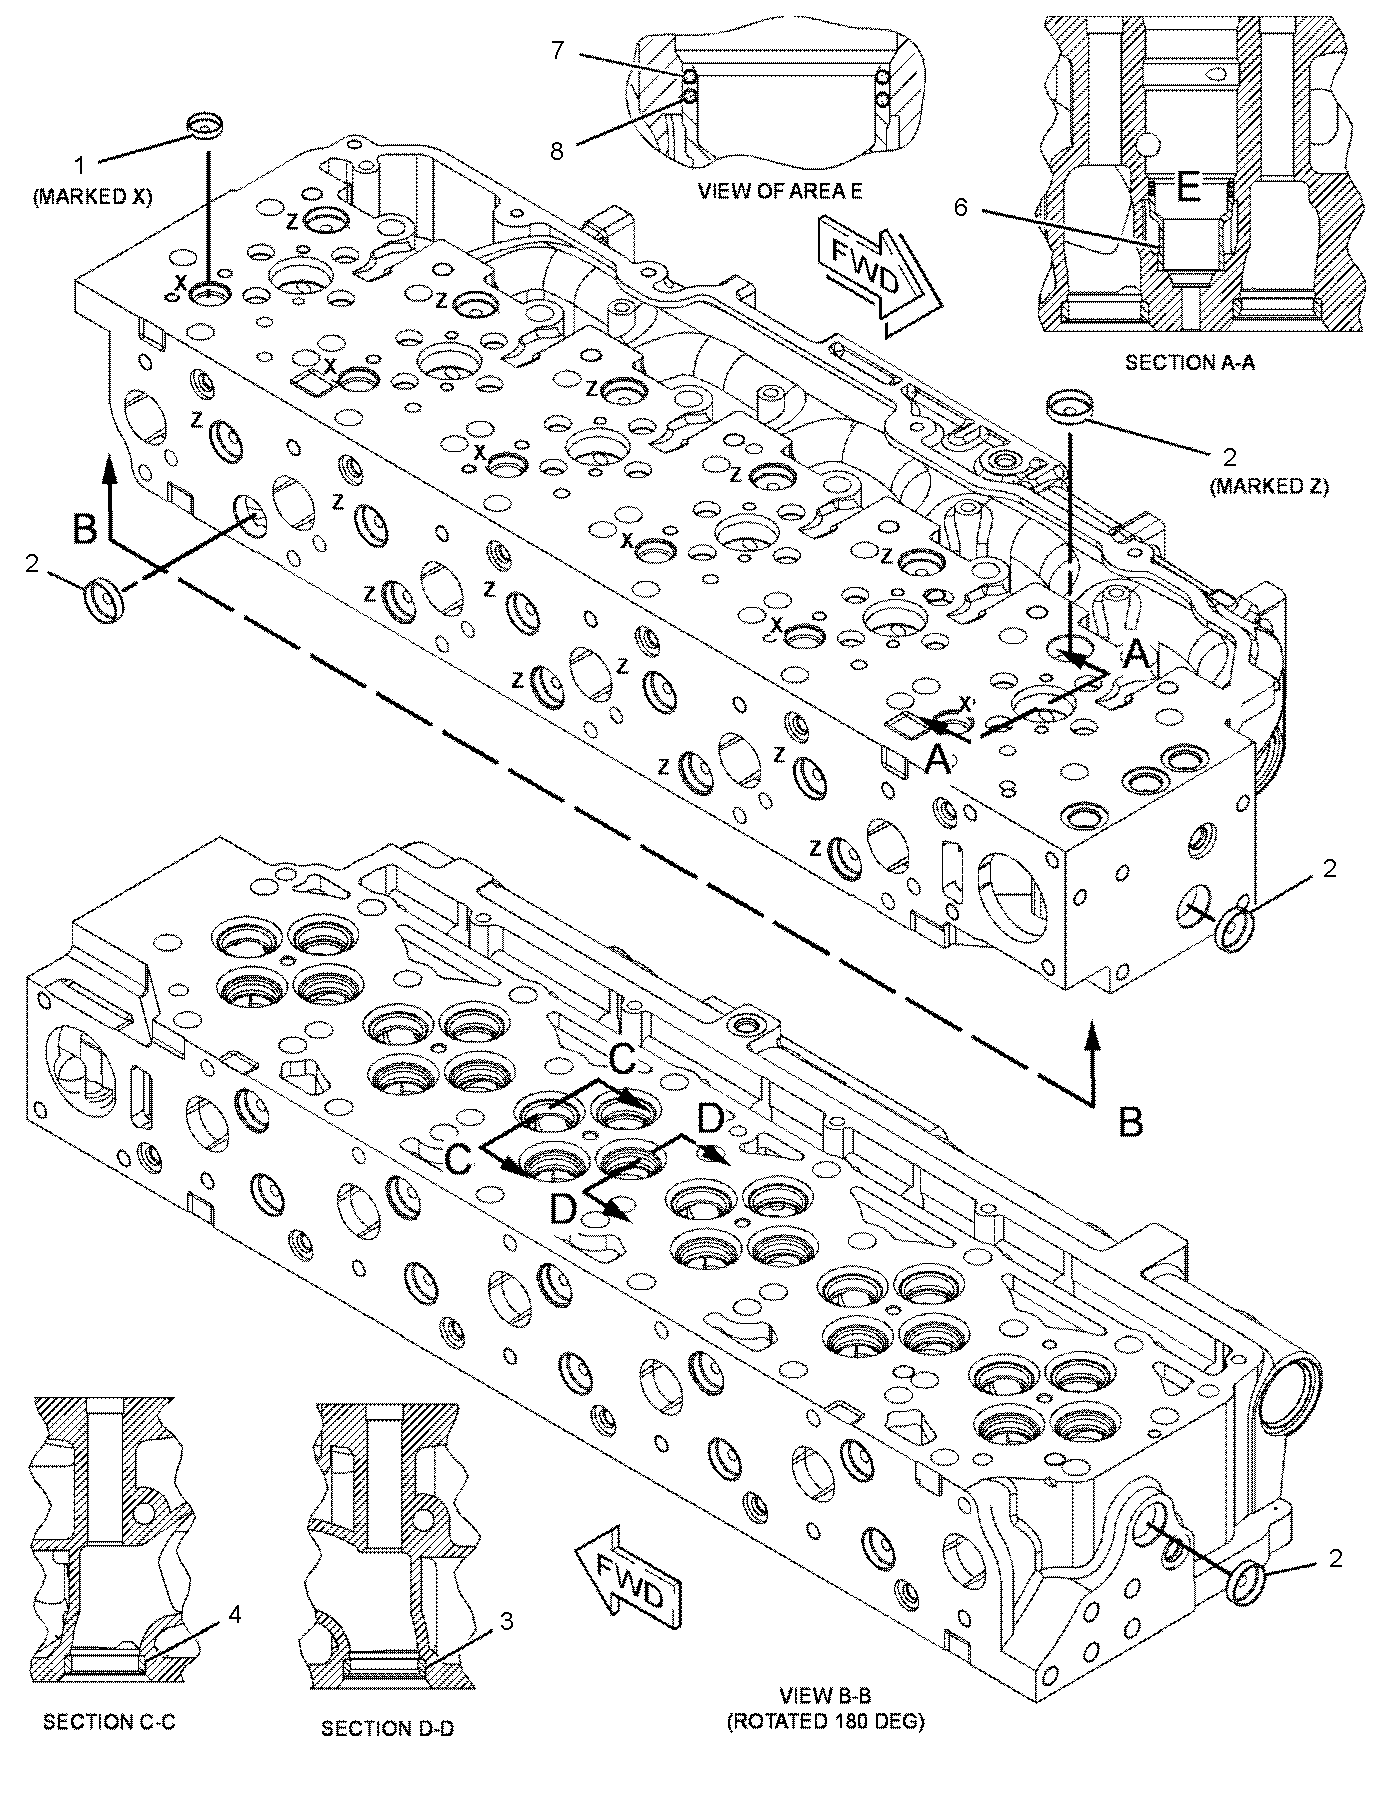 7
8
VIEW OF AREA E
E
6
SECTION A-A
1
(MARKED X)
FWD
Z
X
Z
X
Z
Z
Z
X
Z
2
(MARKED Z)
Z
X
Z
B
2
Z
Z
X
A
Z
Z
X
A
Z
Z
Z
2
B
C
C
D
D
4
3
FWD
2
SECTION C-C
SECTION D-D
VIEW B-B
(ROTATED 180 DEG)